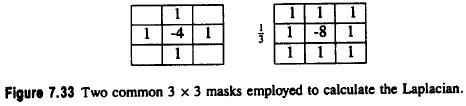 1
1 -4 1
1
1/3
1 1 1
1 -8 1
1 1 1
Figure 7.33 Two common 3 × 3 masks employed to calculate the Laplacian.